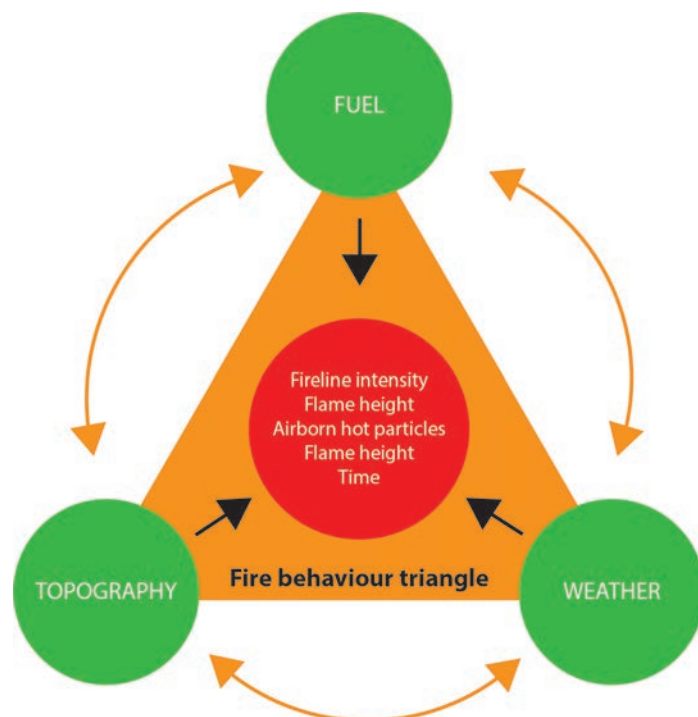 FUEL
Fireline intensity
Flame height
Airborn hot particles
Flame height
Time
TOPOGRAPHY
Fire behaviour triangle
WEATHER